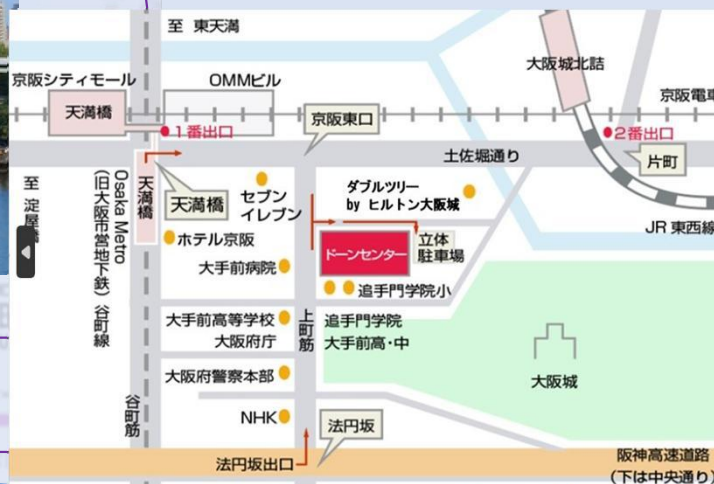 至 東天満
京阪シティモール
OMMビル
大阪城北詰
京阪電車
天満橋
京阪東口
1番出口
2番出口
土佐堀通り
片町
至 淀屋橋
Osaka Metro
(旧大阪市営地下鉄)谷町線
天満橋
天満橋
セブン
イレブン
ダブルツリー
by ヒルトン大阪城
JR東西線
ホテル京阪
ドーンセンター
立体
駐車場
大手前病院
追手門学院小
大手前高等学校
大阪府庁
上町筋
追手門学院
大手前高・中
大阪城
大阪府警察本部
谷町筋
NHK
法円坂
法円坂出口
阪神高速道路
(下は中央通り)